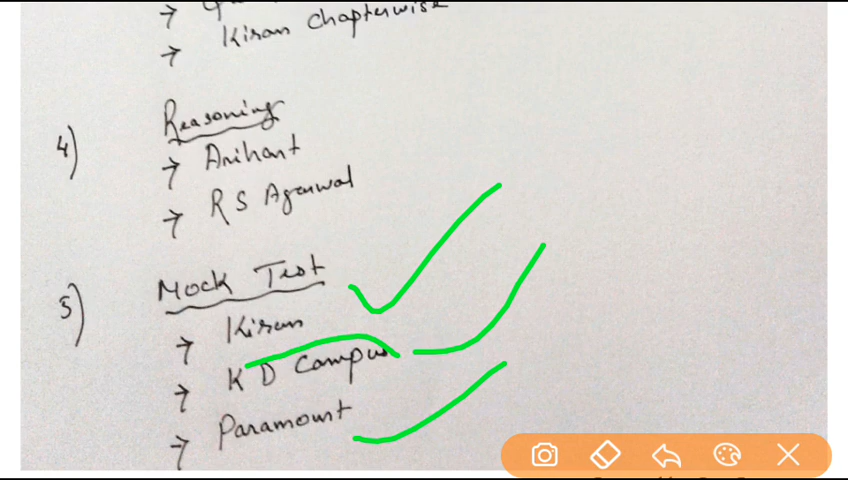 → Kiran Chapterwise
4) Reasoning
→ Arihant
→ R S Agarwal
5) Mock Test
→ Kiran
→ K D Campus
→ Paramount